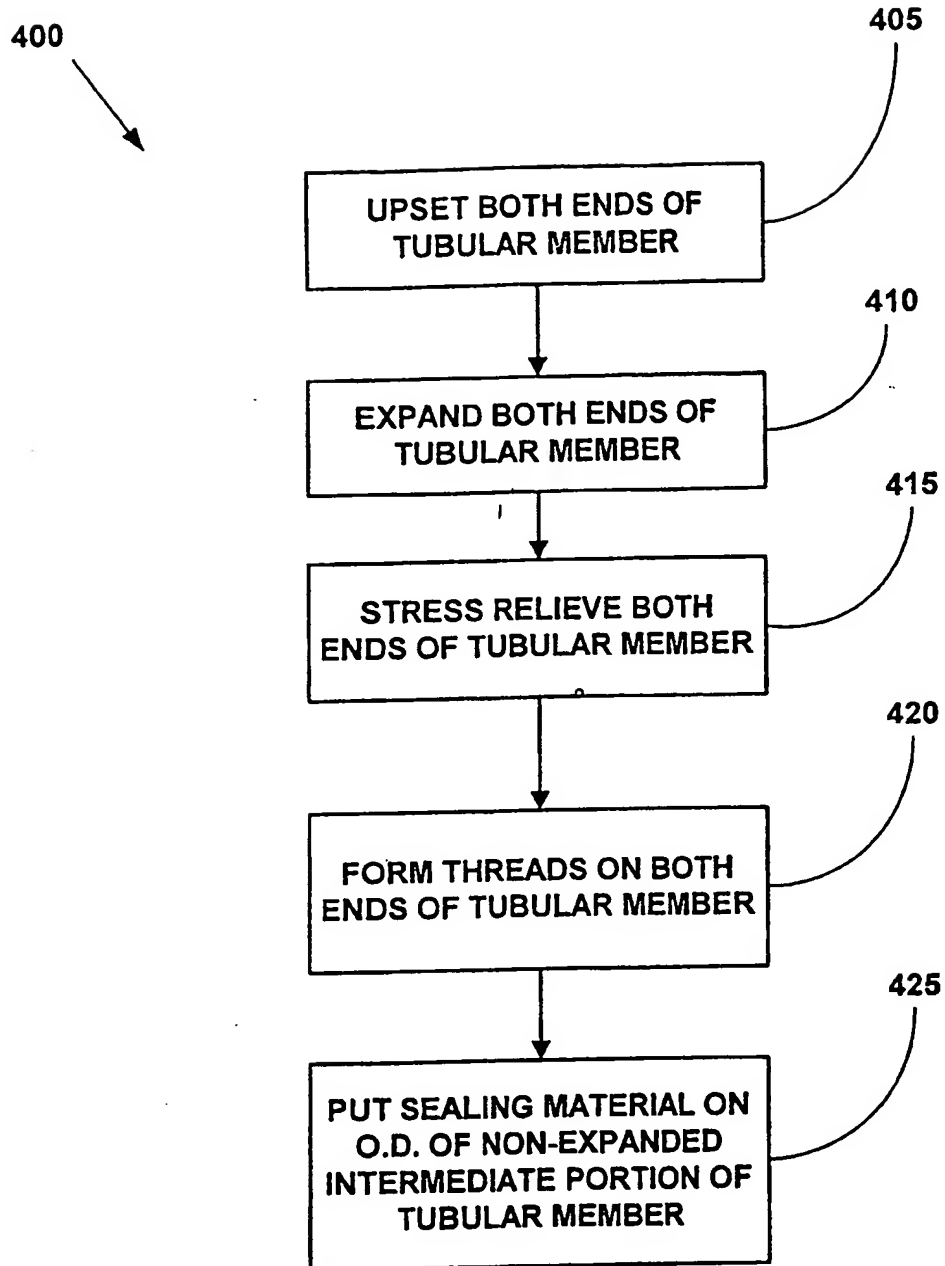 400
405
UPSET BOTH ENDS OF
TUBULAR MEMBER
410
EXPAND BOTH ENDS OF
TUBULAR MEMBER
415
STRESS RELIEVE BOTH
ENDS OF TUBULAR MEMBER
420
FORM THREADS ON BOTH
ENDS OF TUBULAR MEMBER
425
PUT SEALING MATERIAL ON
O.D. OF NON-EXPANDED
INTERMEDIATE PORTION OF
TUBULAR MEMBER